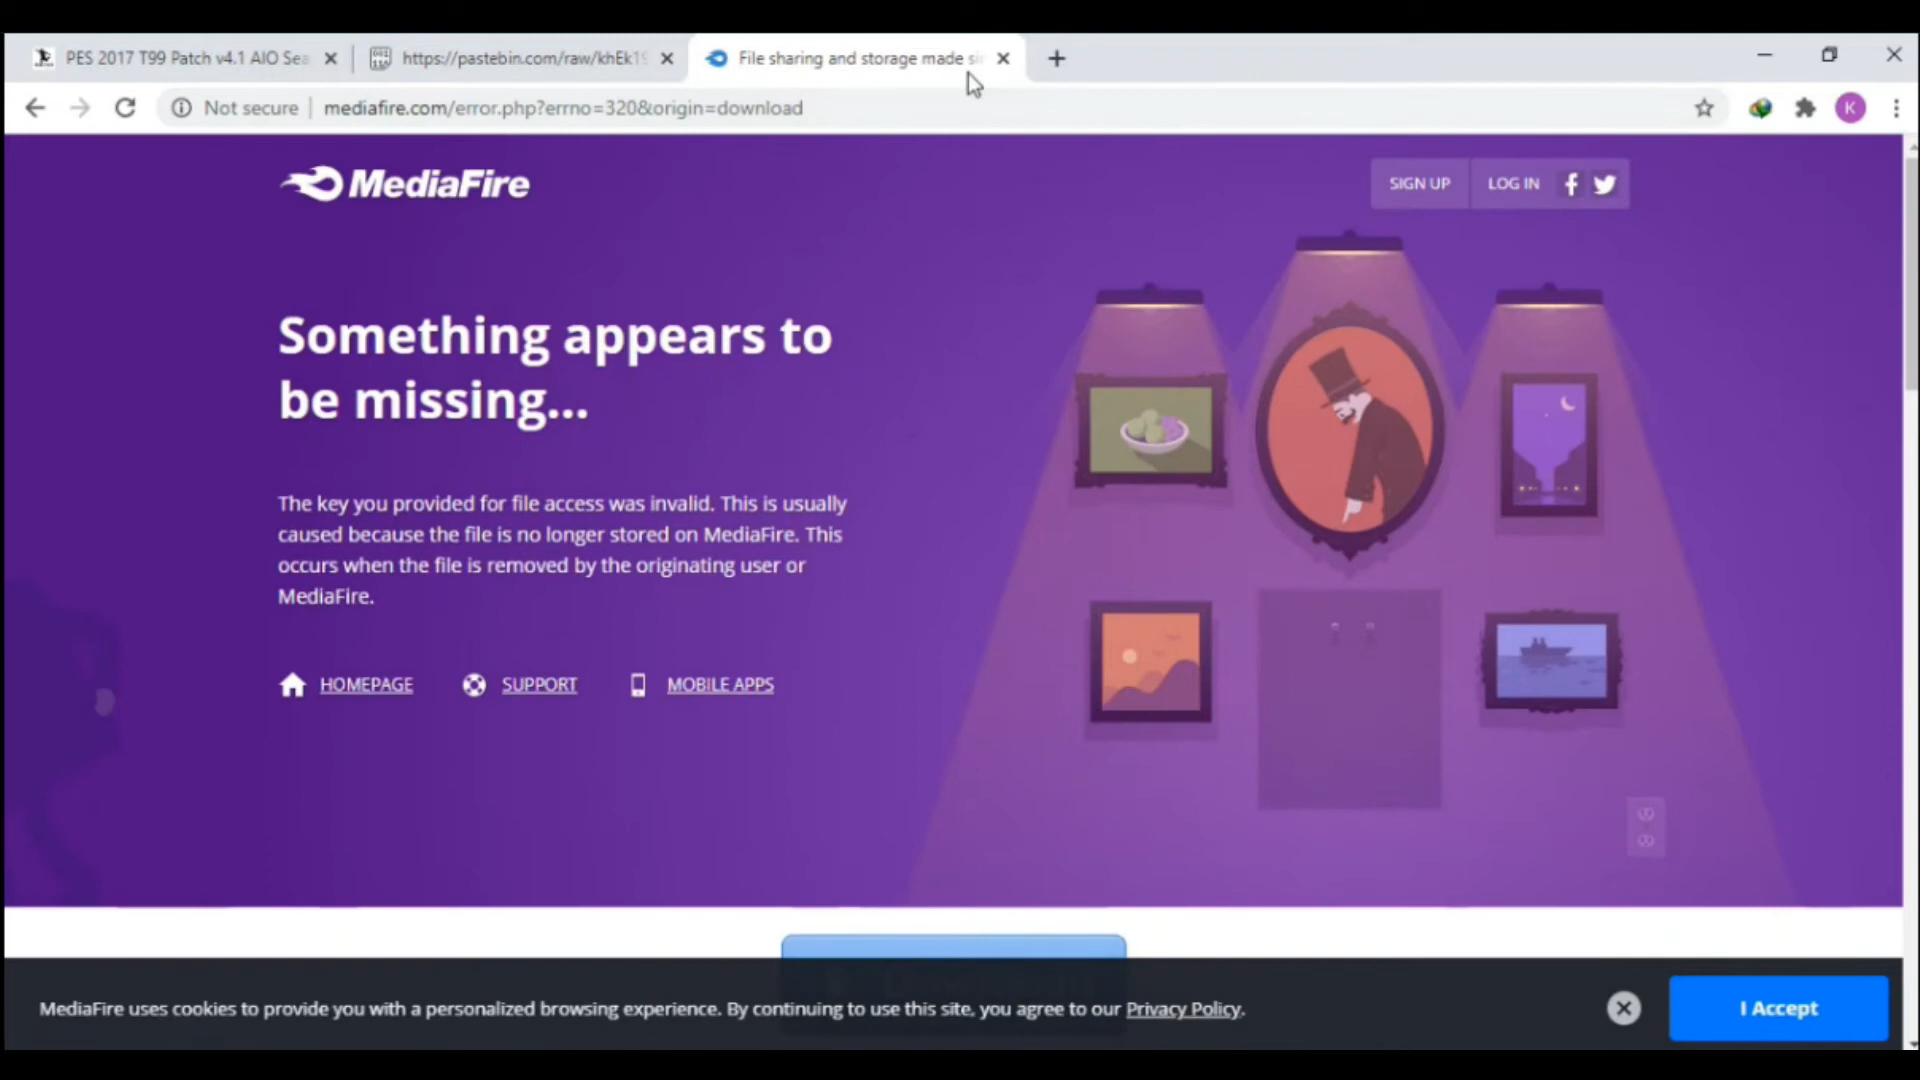 PES 2017 T99 Patch v4.1 AIO Sea
https://pastebin.com/raw/khEk19
File sharing and storage made si
Not secure
mediafire.com/error.php?errno=320&origin=download
K
MediaFire
SIGN UP
LOG IN
Something appears to
be missing...
The key you provided for file access was invalid. This is usually
caused because the file is no longer stored on MediaFire. This
occurs when the file is removed by the originating user or
MediaFire.
HOMEPAGE
SUPPORT
MOBILE APPS
MediaFire uses cookies to provide you with a personalized browsing experience. By continuing to use this site, you agree to our Privacy Policy.
I Accept